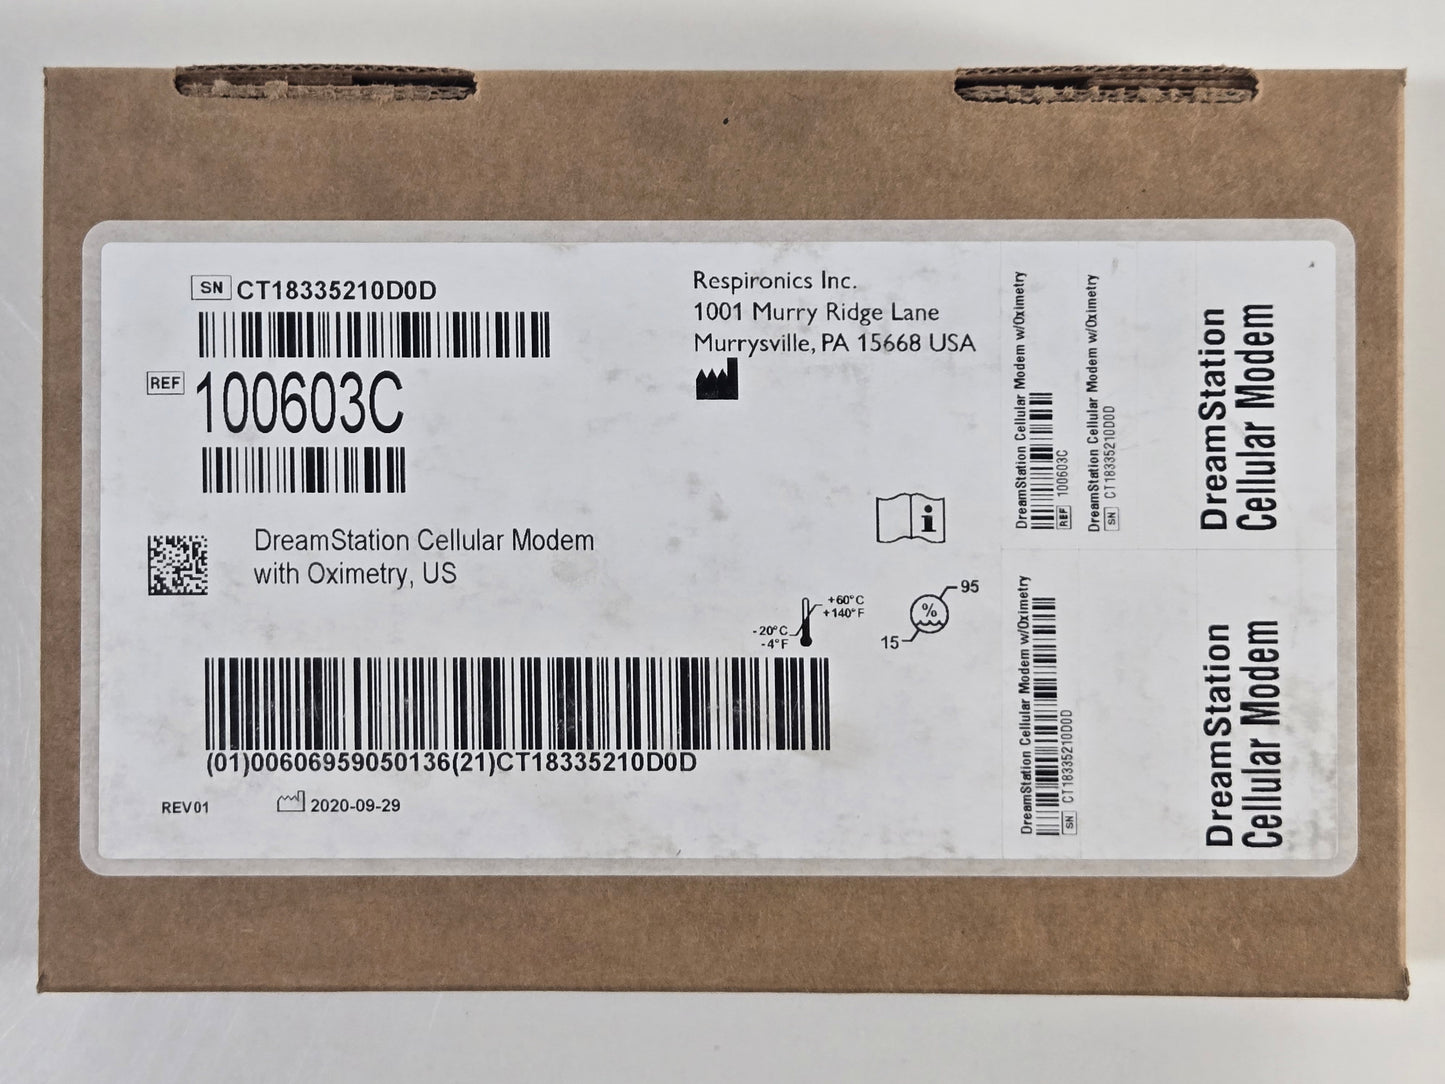 SN CT18335210D0D
REF 100603C
DreamStation Cellular Modem
with Oximetry, US
(01)00606959050136(21)CT18335210D0D
REV01
2020-09-29
Respironics Inc.
1001 Murry Ridge Lane
Murrysville, PA 15668 USA
i
+60°C
+140°F
-20°C
-4°F
95
%
15
DreamStation Cellular Modem w/Oximetry
REF 100603C
DreamStation Cellular Modem w/Oximetry
SN CT18335210D0D
DreamStation
Cellular Modem
DreamStation Cellular Modem w/Oximetry
SN CT18335210D0D
DreamStation
Cellular Modem